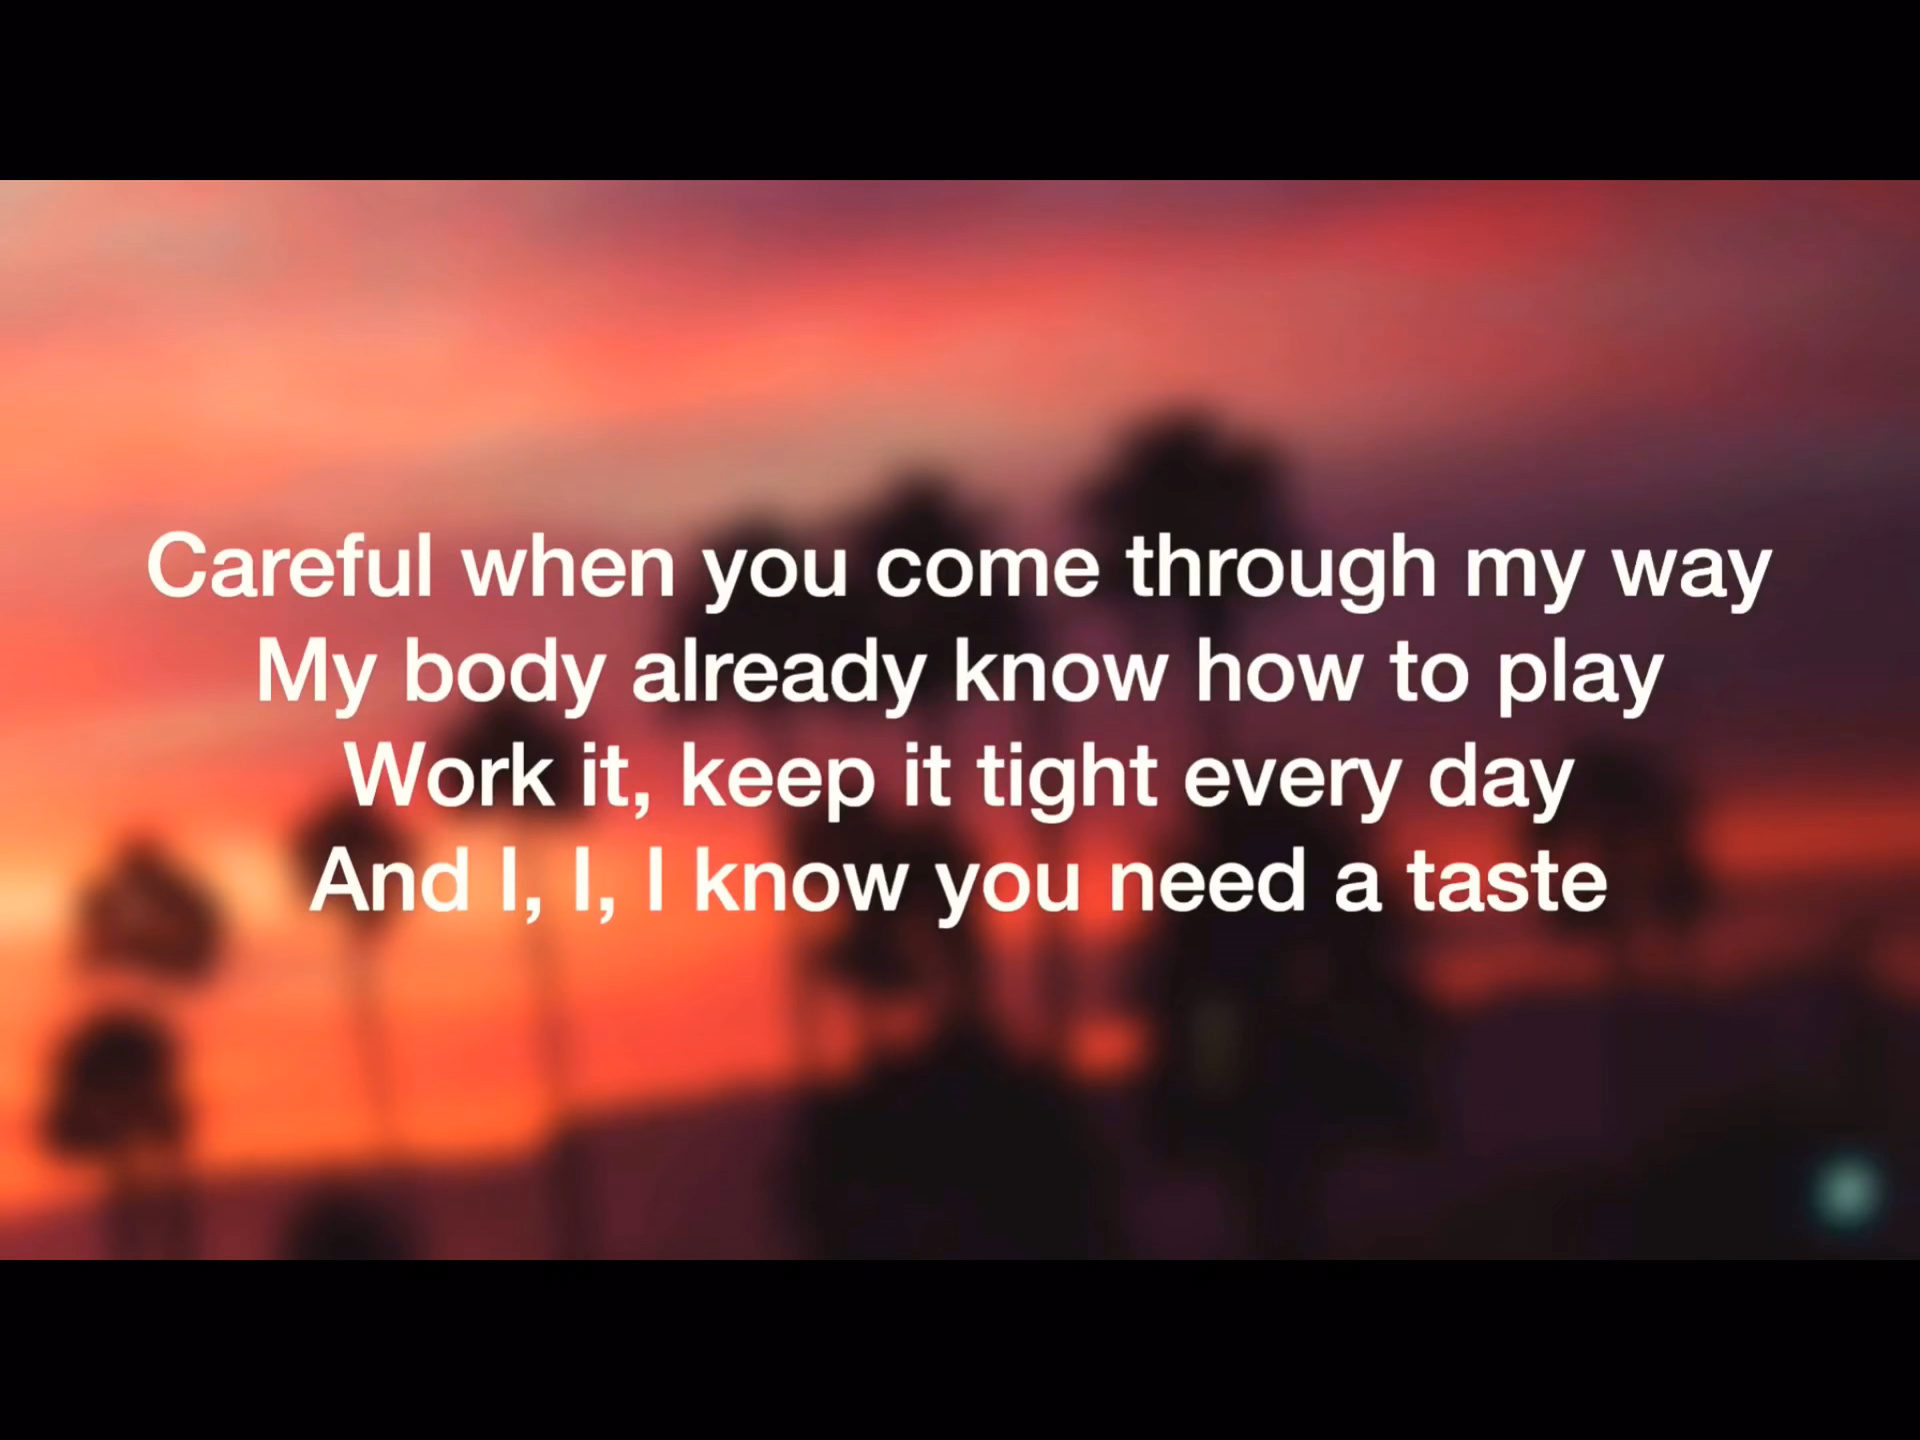 Careful when you come through my way
My body already know how to play
Work it, keep it tight every day
And I, I, I know you need a taste